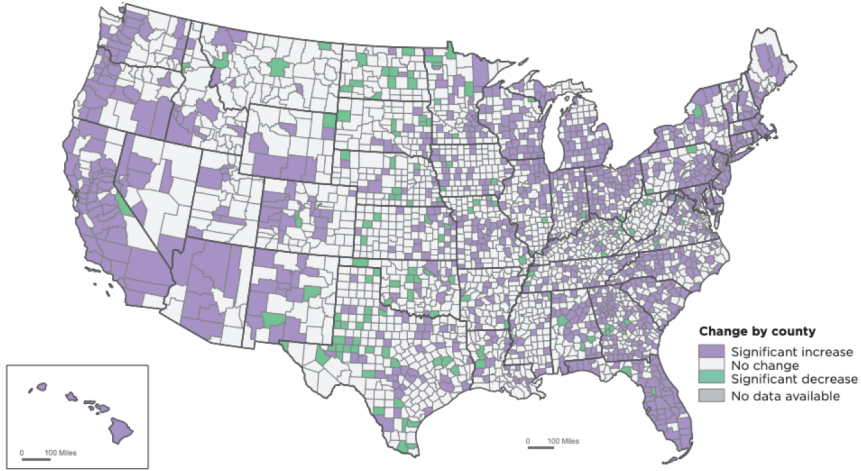 Change by county
Significant increase
No change
Significant decrease
No data available
0 100 Miles
0 100 Miles